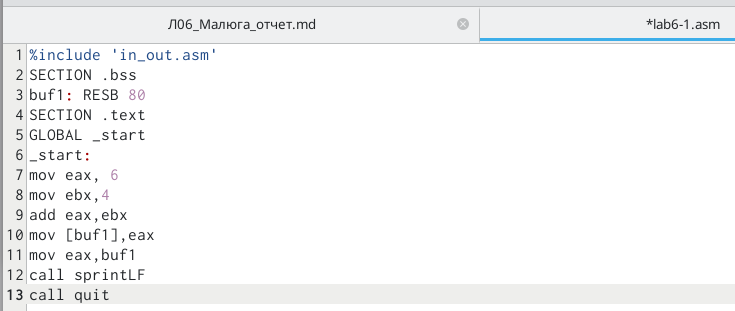 Л06_Малюга_отчет.md
*lab6-1.asm
1 %include 'in_out.asm'
2 SECTION .bss
3 buf1: RESB 80
4 SECTION .text
5 GLOBAL _start
6 _start:
7 mov eax, 6
8 mov ebx,4
9 add eax,ebx
10 mov [buf1],eax
11 mov eax,buf1
12 call sprintLF
13 call quit